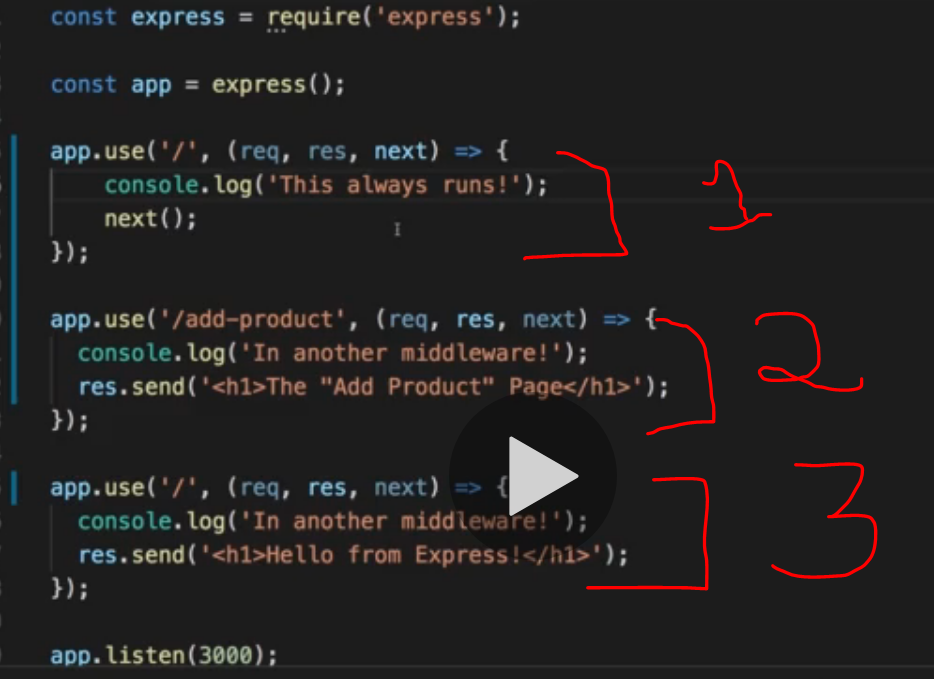 const express = require('express');
const app = express();
app.use('/', (req, res, next) => {
    console.log('This always runs!');
    next();
});
1
app.use('/add-product', (req, res, next) => {
  console.log('In another middleware!');
  res.send('<h1>The "Add Product" Page</h1>');
});
2
app.use('/', (req, res, next) => {
  console.log('In another middleware!');
  res.send('<h1>Hello from Express!</h1>');
});
3
app.listen(3000);